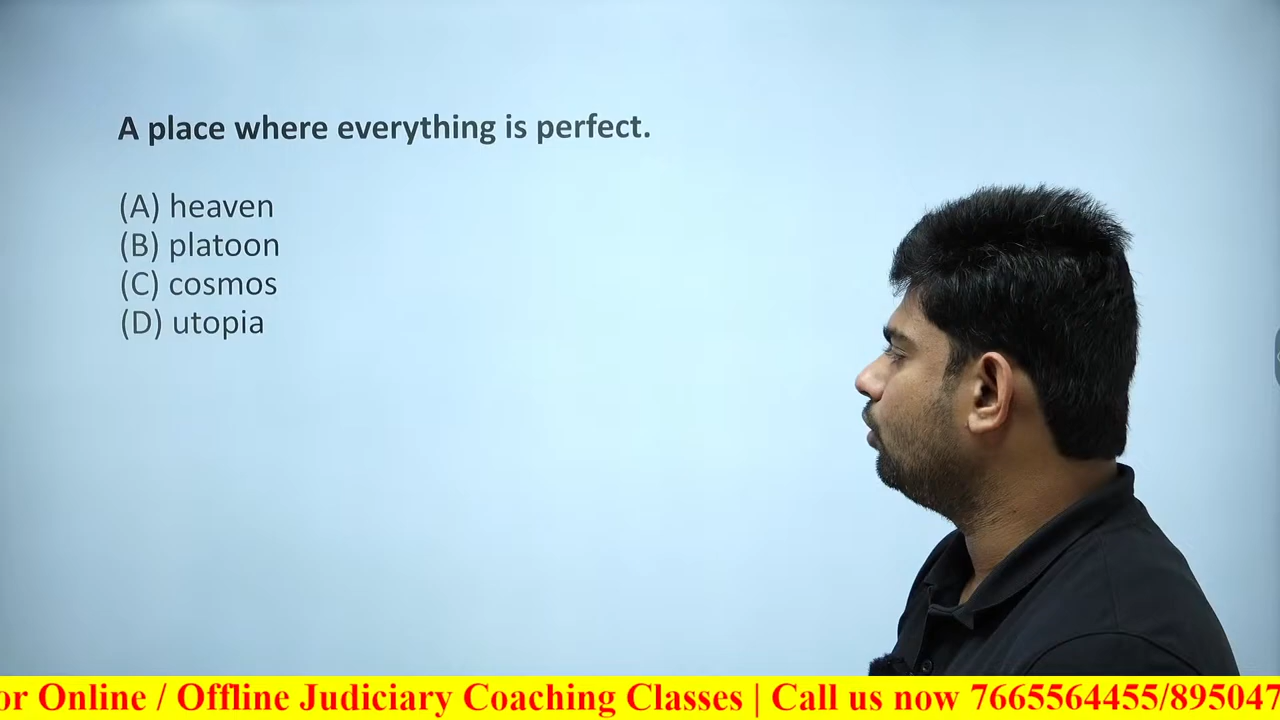 A place where everything is perfect.
(A) heaven
(B) platoon
(C) cosmos
(D) utopia
or Online / Offline Judiciary Coaching Classes | Call us now 7665564455/895047